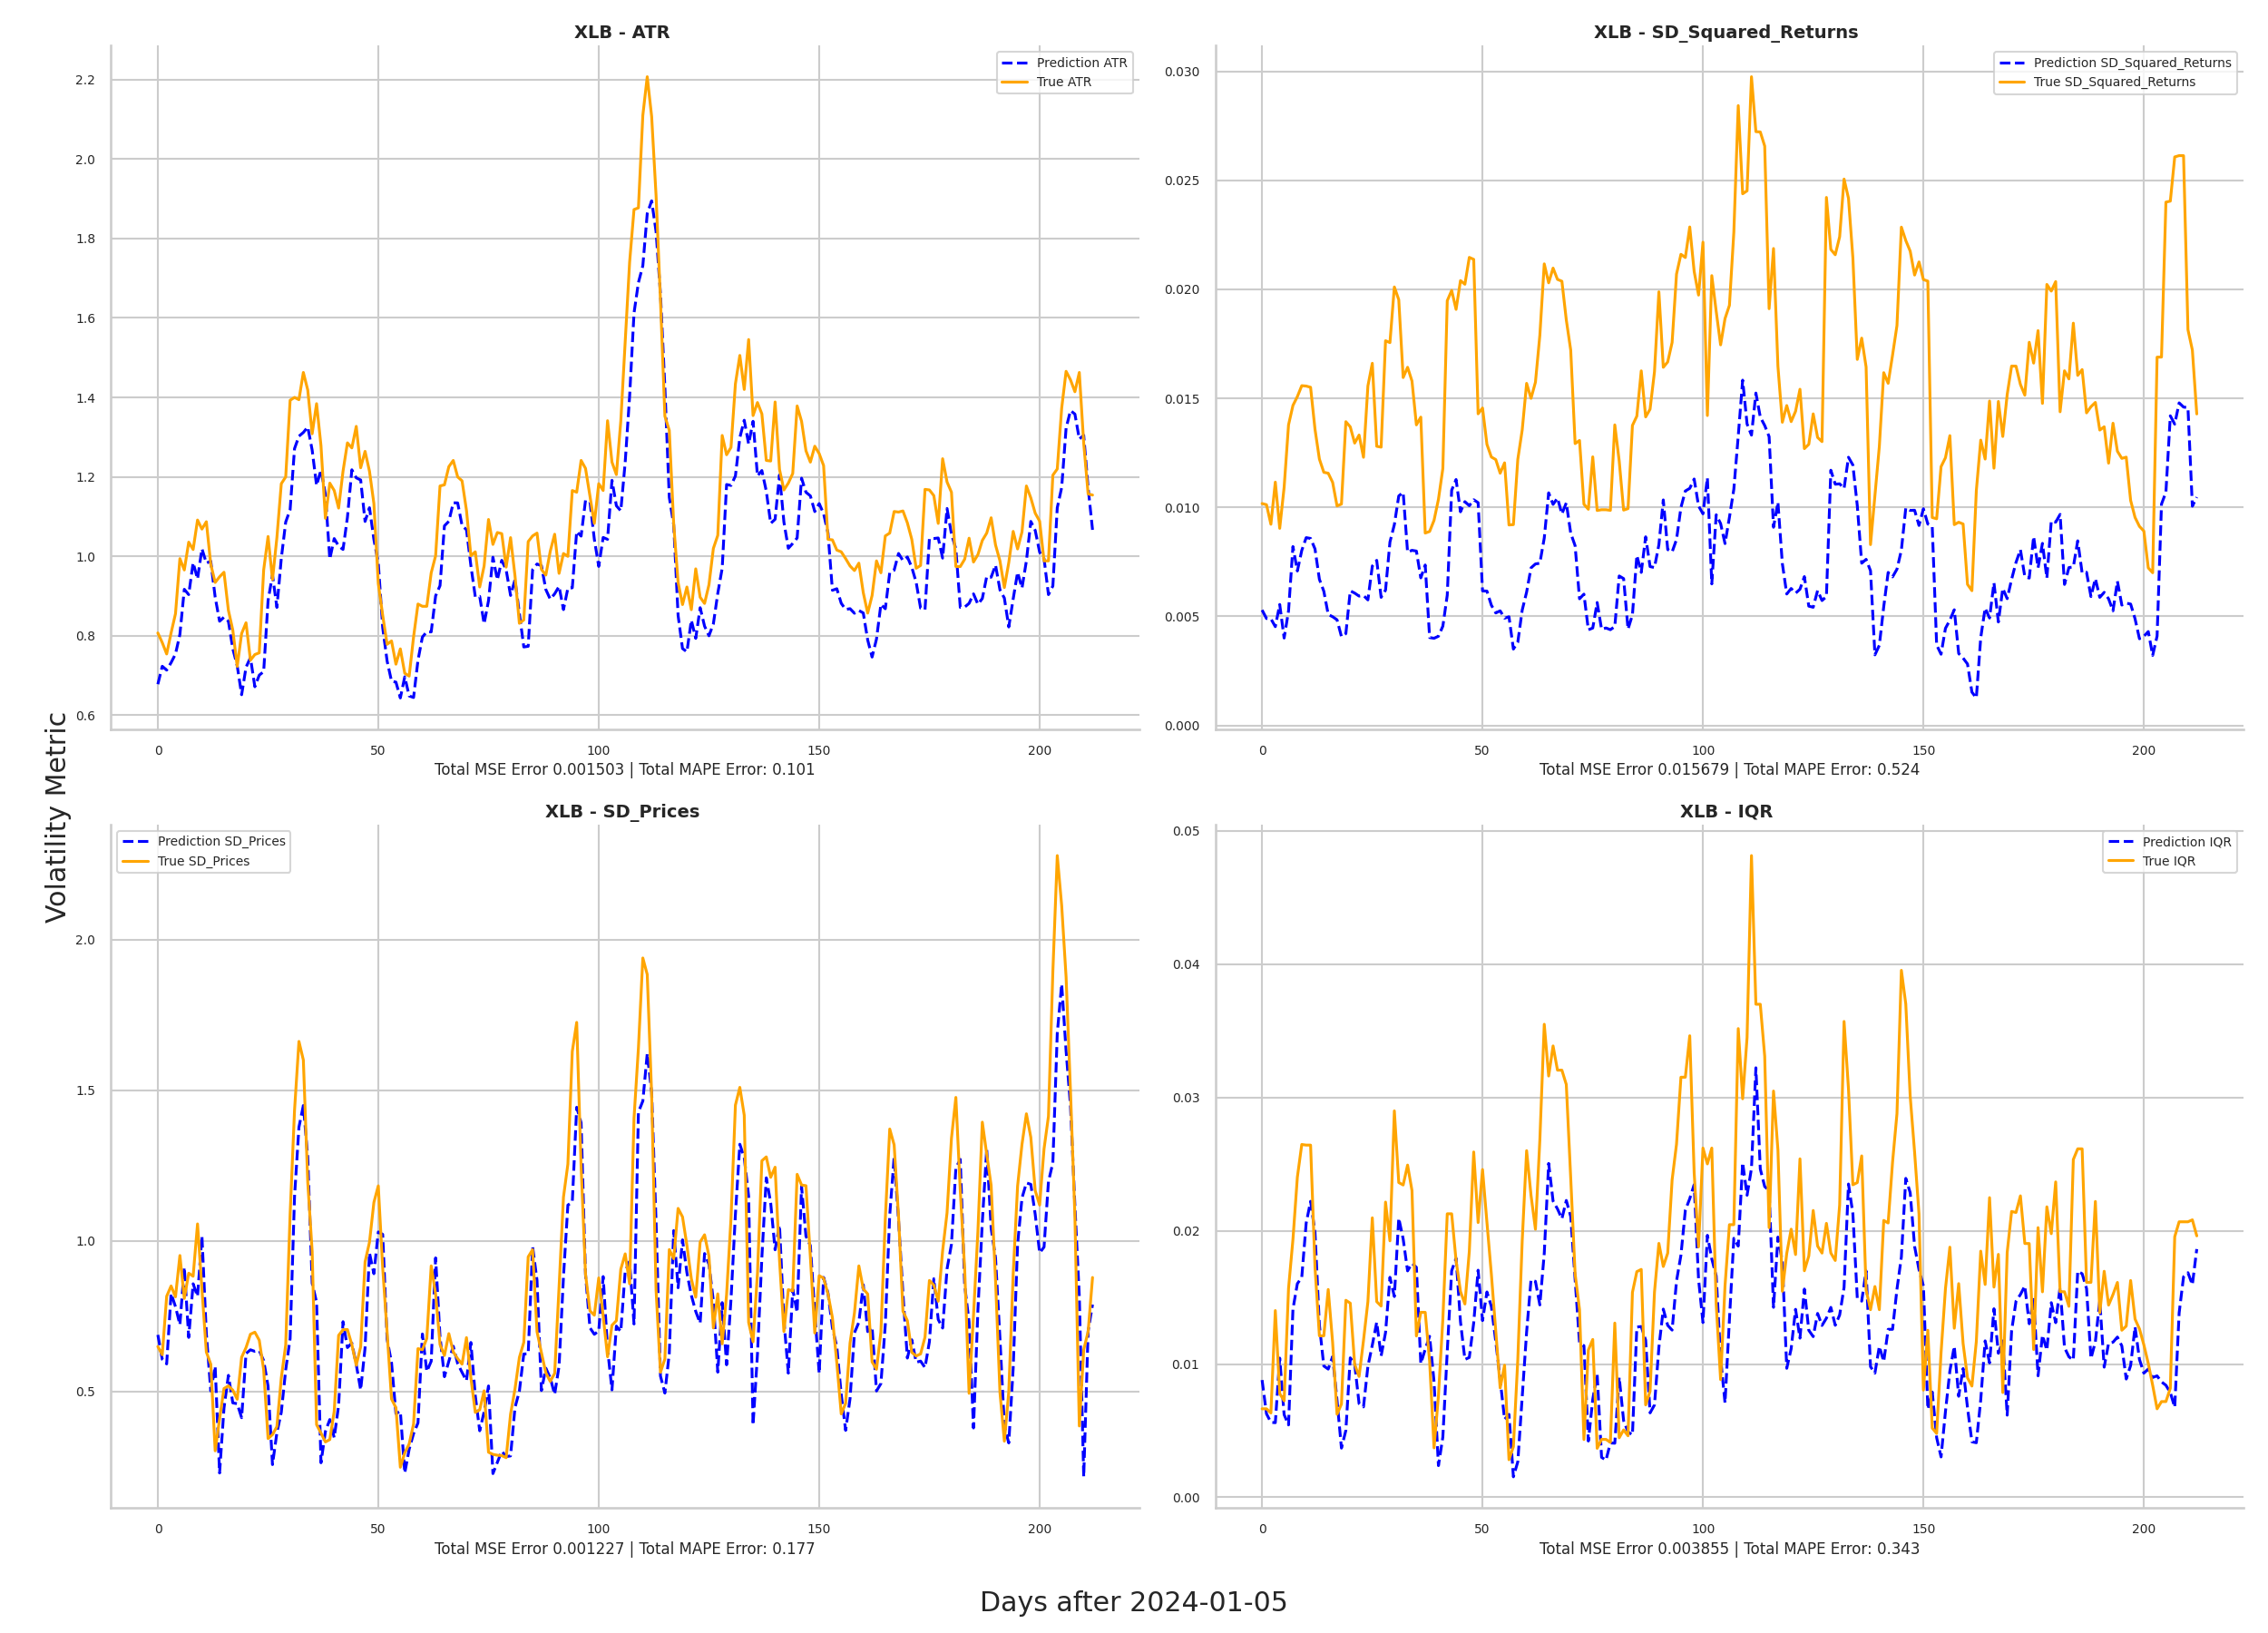 XLB - ATR
Prediction ATR
True ATR
2.2
2.0
1.8
1.6
1.4
1.2
1.0
0.8
0.6
0
50
100
150
200
Total MSE Error 0.001503 | Total MAPE Error: 0.101
XLB - SD_Squared_Returns
Prediction SD_Squared_Returns
True SD_Squared_Returns
0.030
0.025
0.020
0.015
0.010
0.005
0.000
0
50
100
150
200
Total MSE Error 0.015679 | Total MAPE Error: 0.524
Volatility Metric
XLB - SD_Prices
Prediction SD_Prices
True SD_Prices
2.0
1.5
1.0
0.5
0
50
100
150
200
Total MSE Error 0.001227 | Total MAPE Error: 0.177
XLB - IQR
Prediction IQR
True IQR
0.05
0.04
0.03
0.02
0.01
0.00
0
50
100
150
200
Total MSE Error 0.003855 | Total MAPE Error: 0.343
Days after 2024-01-05